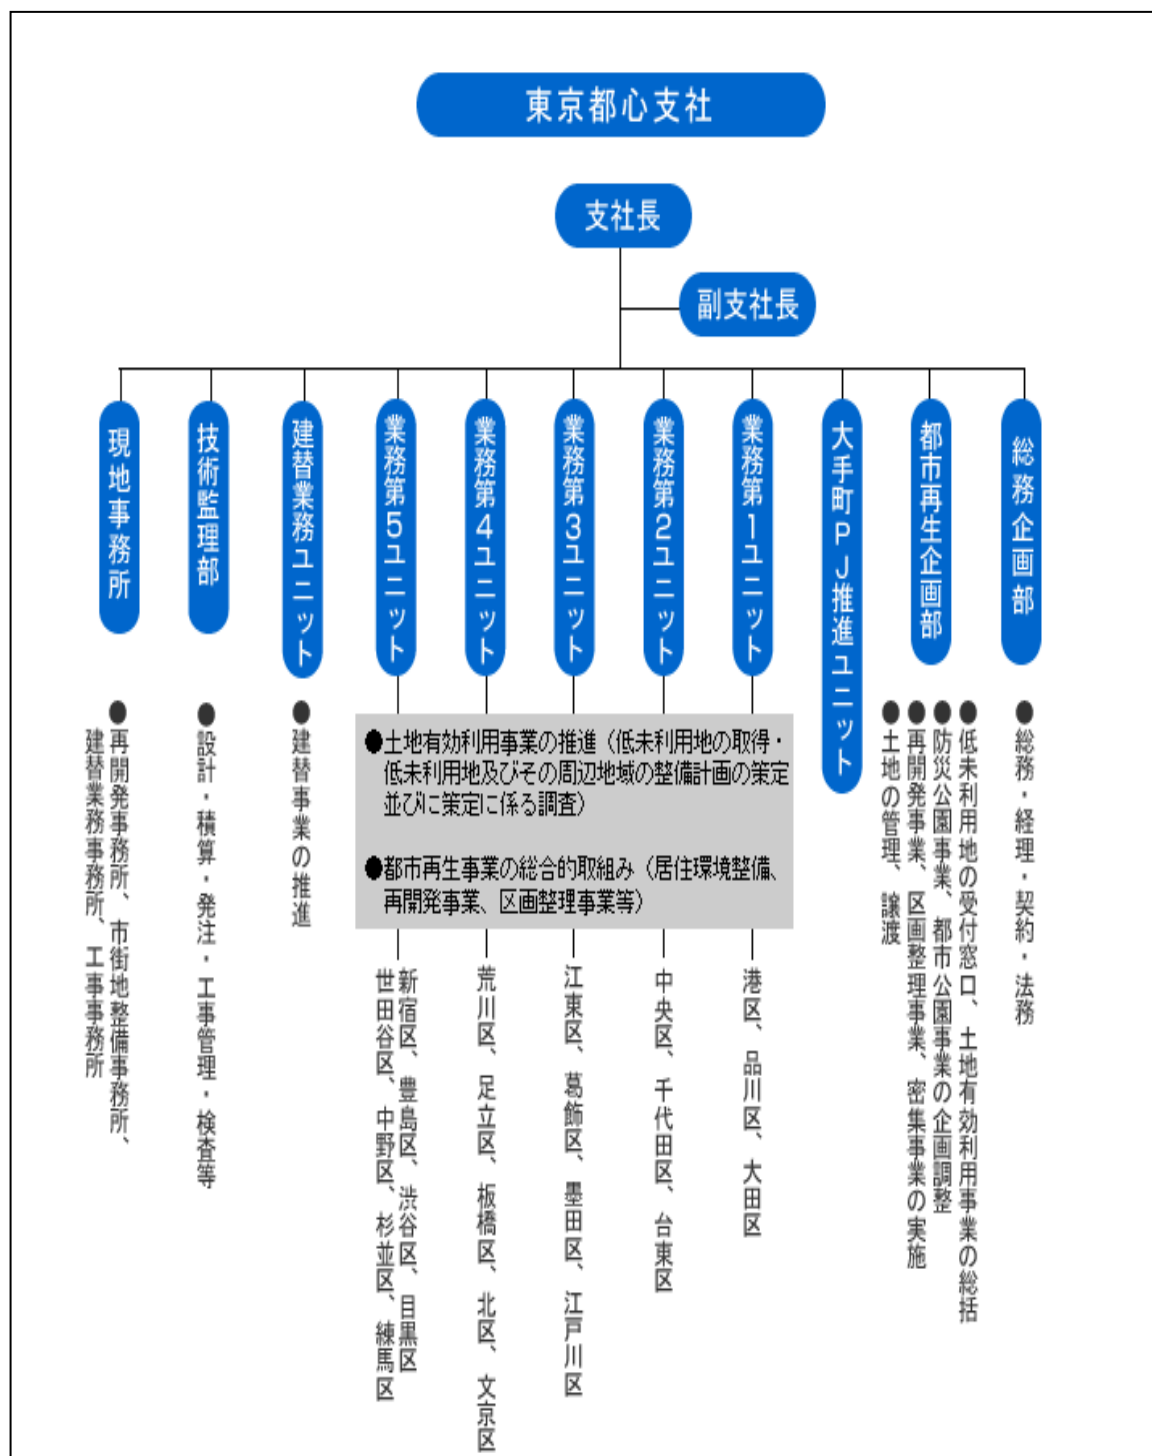 東京都心支社
支社長
副支社長
総務企画部
都市再生企画部
大手町ＰＪ推進ユニット
業務第１ユニット
業務第２ユニット
業務第３ユニット
業務第４ユニット
業務第５ユニット
建替業務ユニット
技術監理部
現地事務所
●総務・経理・契約・法務
●低未利用地の受付窓口、土地有効利用事業の総括
●防災公園事業、都市公園事業の企画調整
●再開発事業、区画整理事業、密集事業の実施
●土地の管理、譲渡
●土地有効利用事業の推進（低未利用地の取得・
低未利用地及びその周辺地域の整備計画の策定
並びに策定に係る調査）
●都市再生事業の総合的取組み（居住環境整備、
再開発事業、区画整理事業等）
●建替事業の推進
●設計・積算・発注・工事管理・検査等
●再開発事務所、市街地整備事務所、
建替業務事務所、工事事務所
港区、品川区、大田区
中央区、千代田区、台東区
江東区、葛飾区、墨田区、江戸川区
荒川区、足立区、板橋区、北区、文京区
新宿区、豊島区、渋谷区、目黒区
世田谷区、中野区、杉並区、練馬区